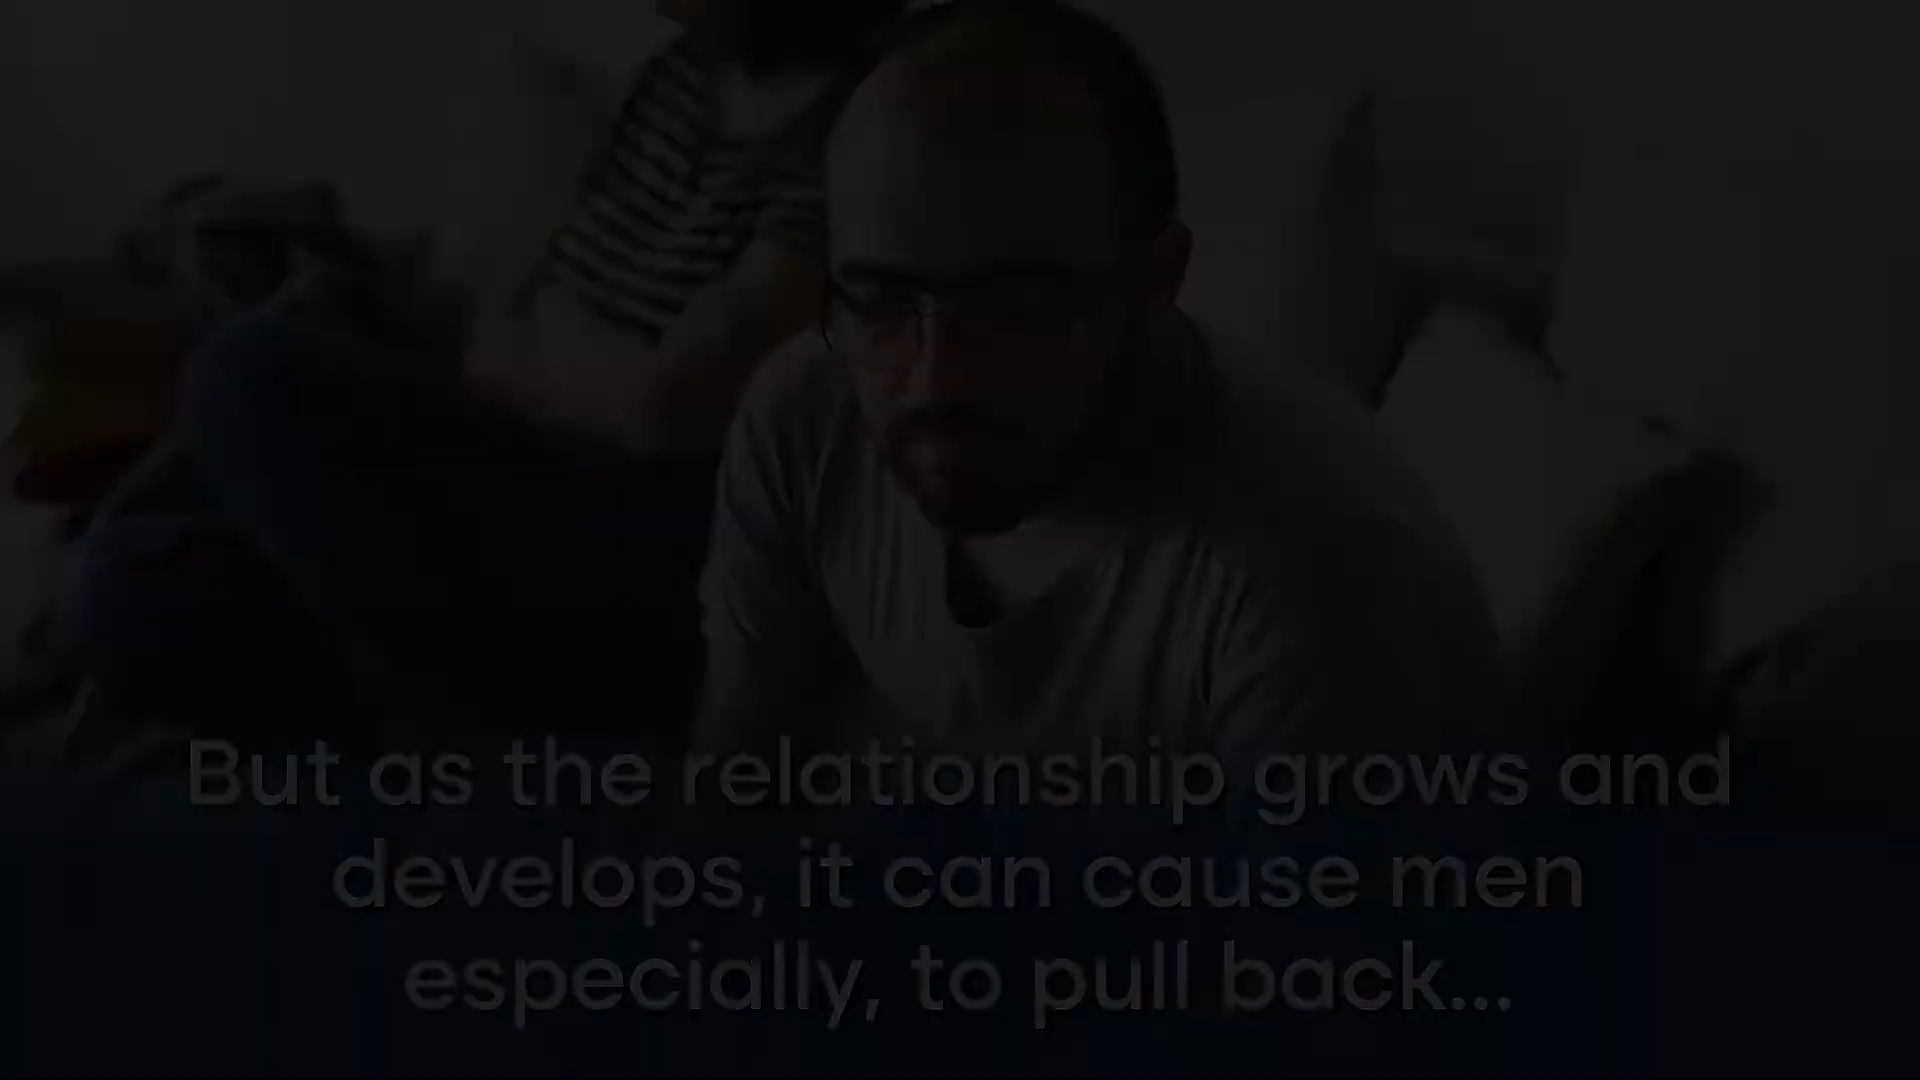 But as the relationship grows and
develops, it can cause men
especially, to pull back...